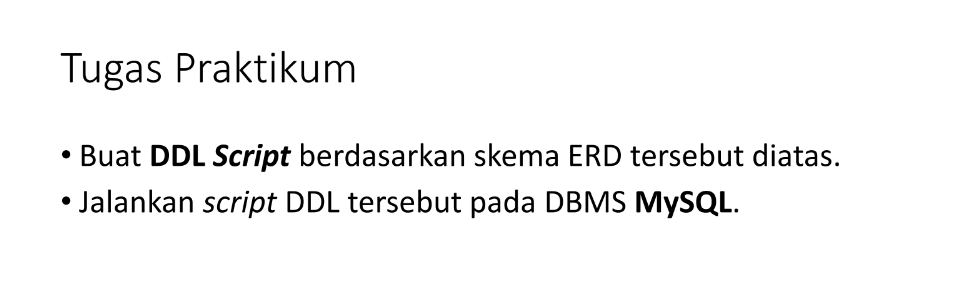 Tugas Praktikum
• Buat DDL Script berdasarkan skema ERD tersebut diatas.
• Jalankan script DDL tersebut pada DBMS MySQL.